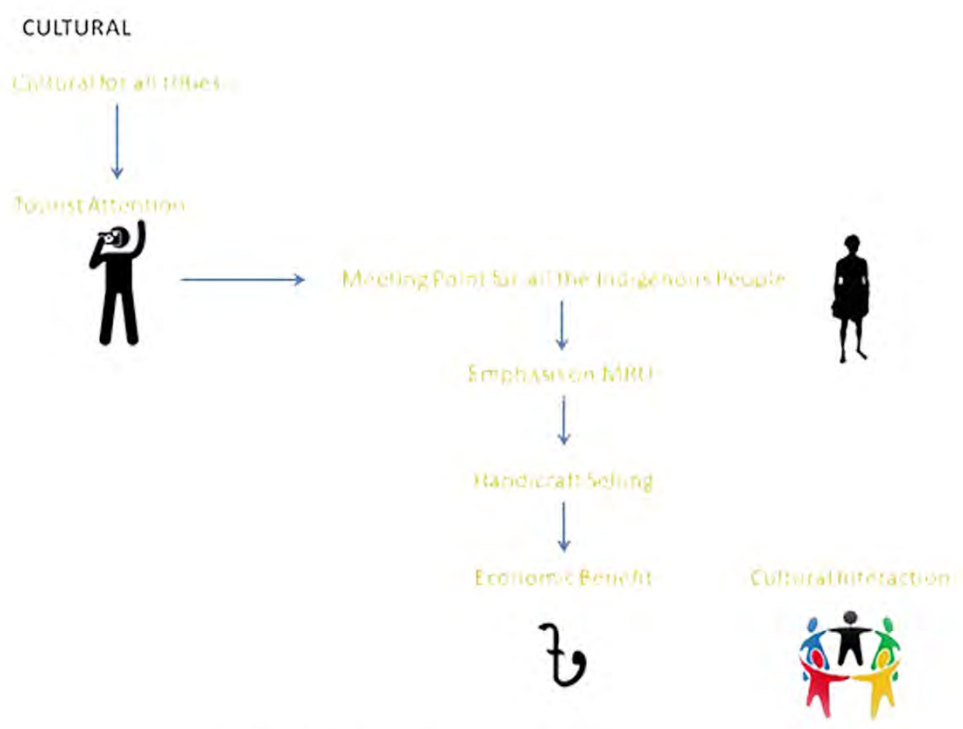 CULTURAL
Cultural for all tribes
Tourist Attention
Meeting Point for all the Indigenous People
Emphasis on MRU
Handicraft Selling
Economic Benefit
Cultural Interaction
৳